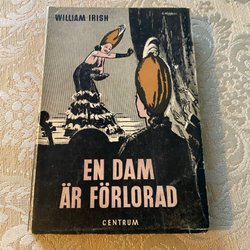 WILLIAM IRISH
EN DAM
ÄR FÖRLORAD
CENTRUM